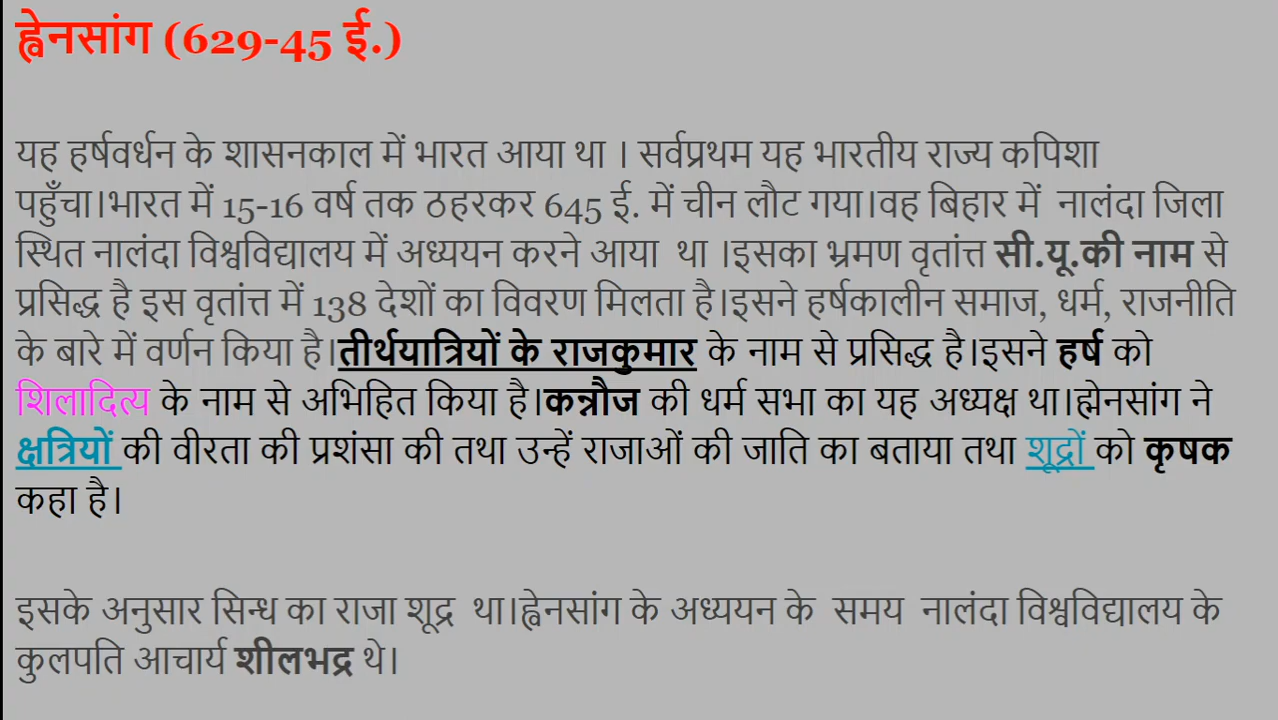 ह्वेनसांग (629-45 ई.)
यह हर्षवर्धन के शासनकाल में भारत आया था । सर्वप्रथम यह भारतीय राज्य कपिशा
पहुँचा।भारत में 15-16 वर्ष तक ठहरकर 645 ई. में चीन लौट गया।वह बिहार में नालंदा जिला
स्थित नालंदा विश्वविद्यालय में अध्ययन करने आया था ।इसका भ्रमण वृतांत्त सी.यू.की नाम से
प्रसिद्ध है इस वृतांत्त में 138 देशों का विवरण मिलता है।इसने हर्षकालीन समाज, धर्म, राजनीति
के बारे में वर्णन किया है।तीर्थयात्रियों के राजकुमार के नाम से प्रसिद्ध है।इसने हर्ष को
शिलादित्य के नाम से अभिहित किया है।कन्नौज की धर्म सभा का यह अध्यक्ष था।ह्मेनसांग ने
क्षत्रियों की वीरता की प्रशंसा की तथा उन्हें राजाओं की जाति का बताया तथा शूद्रों को कृषक
कहा है।
इसके अनुसार सिन्ध का राजा शूद्र था।ह्वेनसांग के अध्ययन के समय नालंदा विश्वविद्यालय के
कुलपति आचार्य शीलभद्र थे।